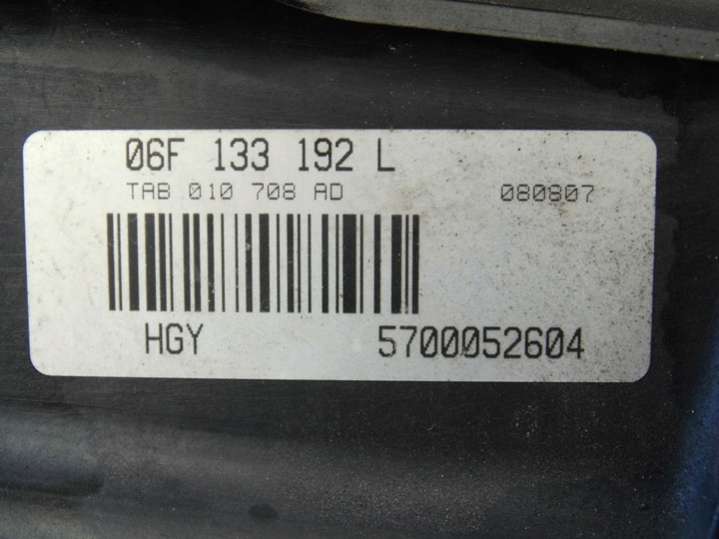 06F 133 192 L
TAB 010 708 AD 080807
HGY 5700052604